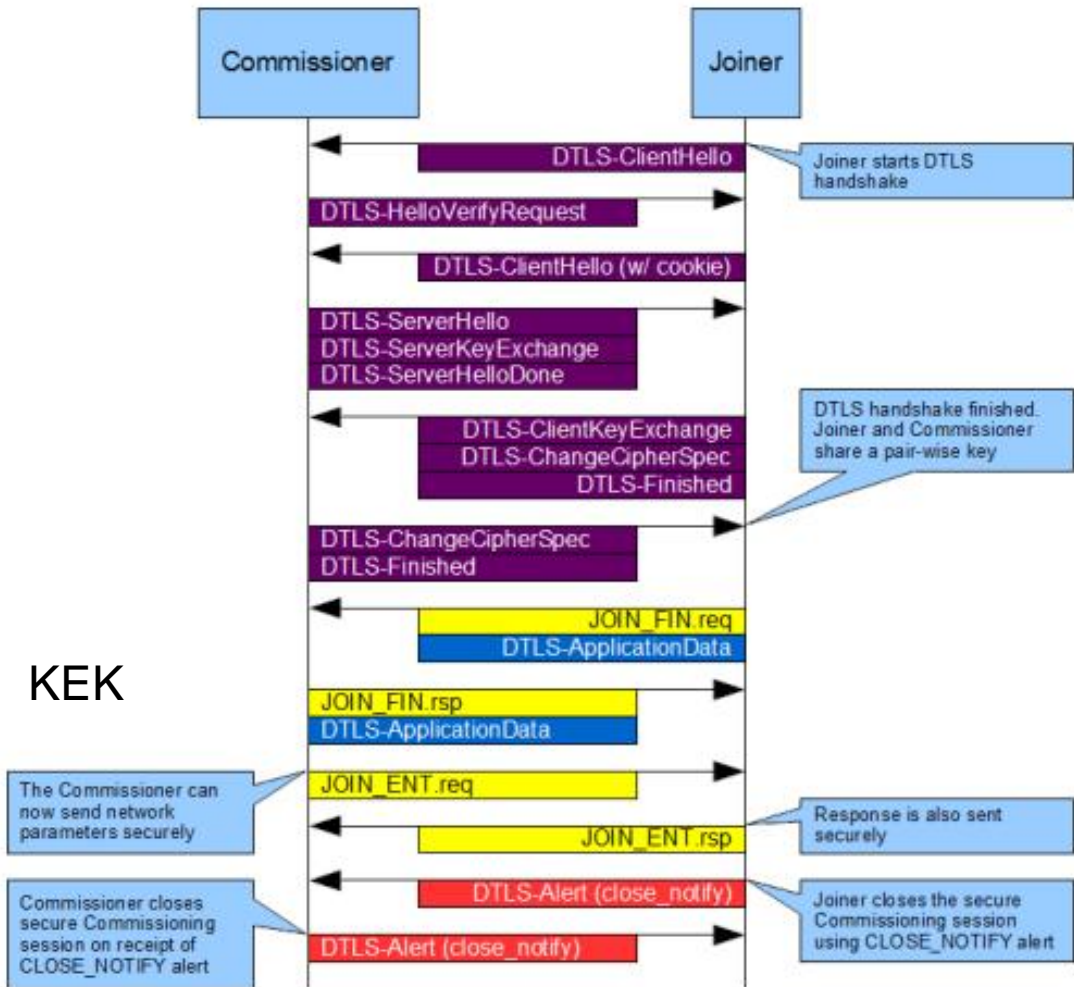 Commissioner
Joiner
DTLS-ClientHello
Joiner starts DTLS
handshake
DTLS-HelloVerifyRequest
DTLS-ClientHello (w/ cookie)
DTLS-ServerHello
DTLS-ServerKeyExchange
DTLS-ServerHelloDone
DTLS handshake finished.
Joiner and Commissioner
share a pair-wise key
DTLS-ClientKeyExchange
DTLS-ChangeCipherSpec
DTLS-Finished
DTLS-ChangeCipherSpec
DTLS-Finished
JOIN_FIN.req
DTLS-ApplicationData
KEK
JOIN_FIN.rsp
DTLS-ApplicationData
The Commissioner can
now send network
parameters securely
JOIN_ENT.req
Response is also sent
securely
JOIN_ENT.rsp
DTLS-Alert (close_notify)
Joiner closes the secure
Commissioning session
using CLOSE_NOTIFY alert
Commissioner closes
secure Commissioning
session on receipt of
CLOSE_NOTIFY alert
DTLS-Alert (close_notify)